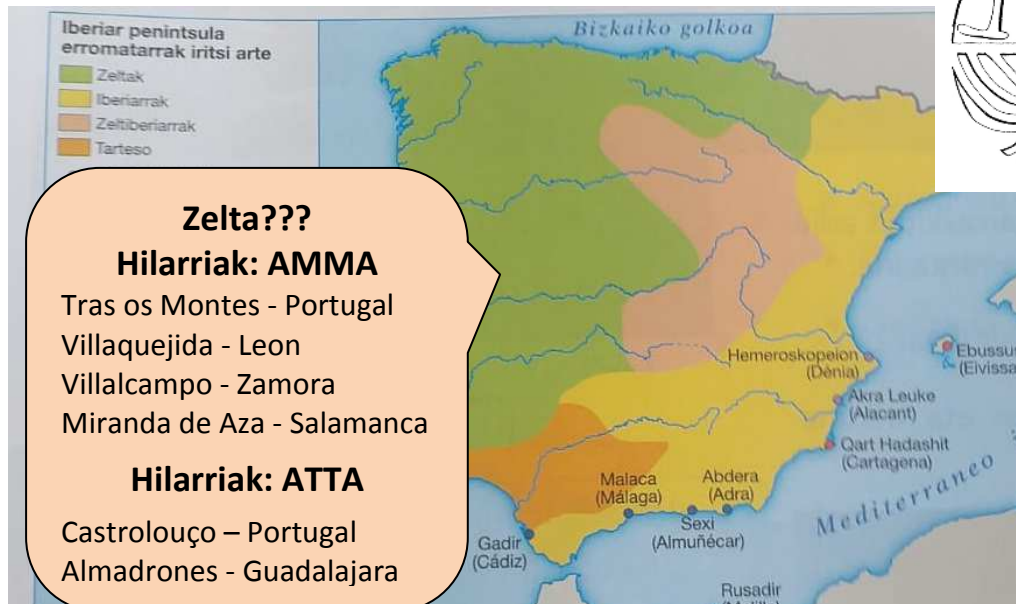 Iberiar penintsula
erromatarrak iritsi arte
Zeltak
Iberiarrak
Zeltiberiarrak
Tarteso
Bizkaiko golkoa
Zelta???
Hilarriak: AMMA
Tras os Montes - Portugal
Villaquejida - Leon
Villalcampo - Zamora
Miranda de Aza - Salamanca
Hilarriak: ATTA
Castrolouço – Portugal
Almadrones - Guadalajara
Hemeroskopeion
(Dénia)
Ebussus
(Eivissa
Akra Leuke
(Alacant)
Qart Hadashit
(Cartagena)
Mediterraneo
Malaca
(Málaga)
Abdera
(Adra)
Sexi
(Almuñécar)
Gadir
(Cádiz)
Rusadir